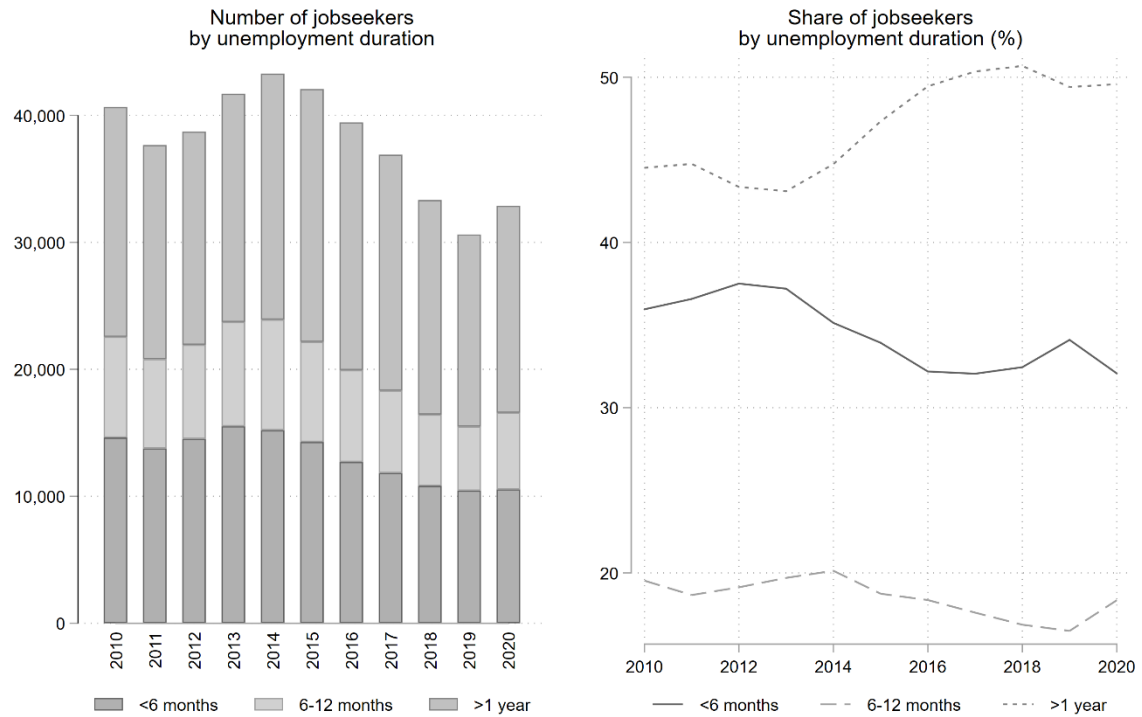 Number of jobseekers
by unemployment duration
40,000
30,000
20,000
10,000
0
2010
2011
2012
2013
2014
2015
2016
2017
2018
2019
2020
<6 months
6-12 months
>1 year
Share of jobseekers
by unemployment duration (%)
50
40
30
20
2010
2012
2014
2016
2018
2020
<6 months
6-12 months
>1 year